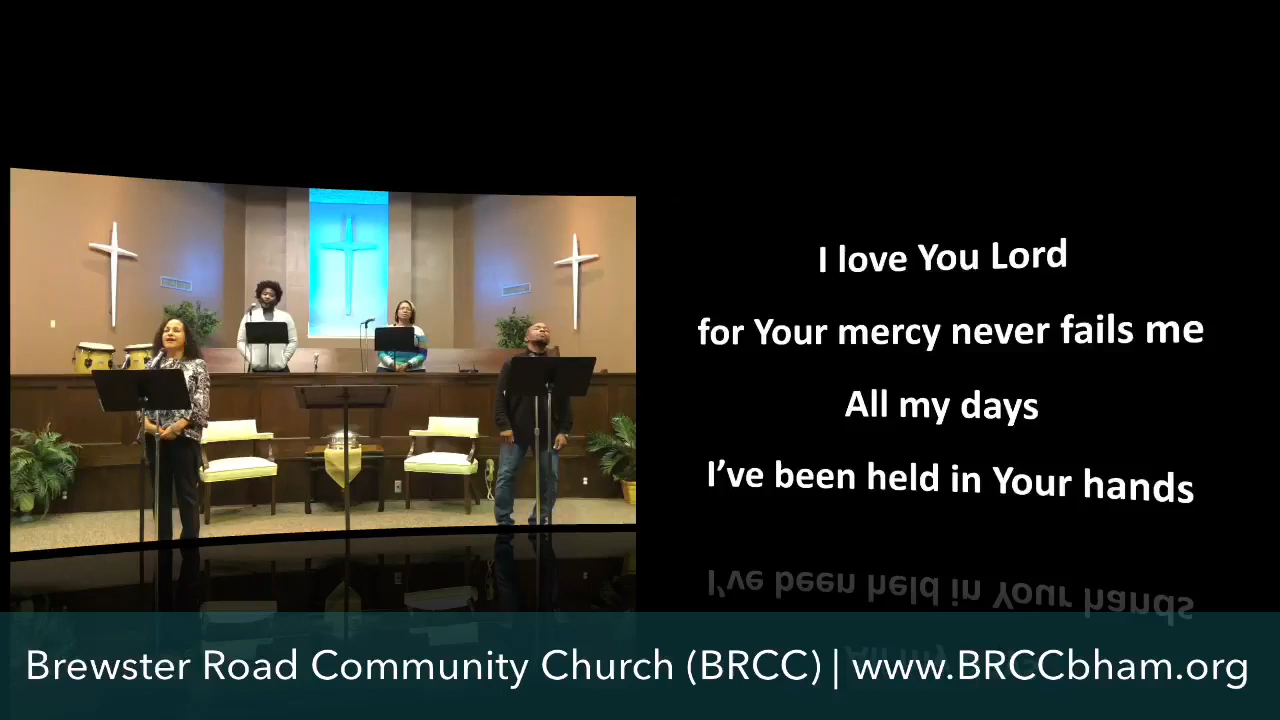 I love You Lord
for Your mercy never fails me
All my days
I’ve been held in Your hands
Brewster Road Community Church (BRCC) | www.BRCCbham.org